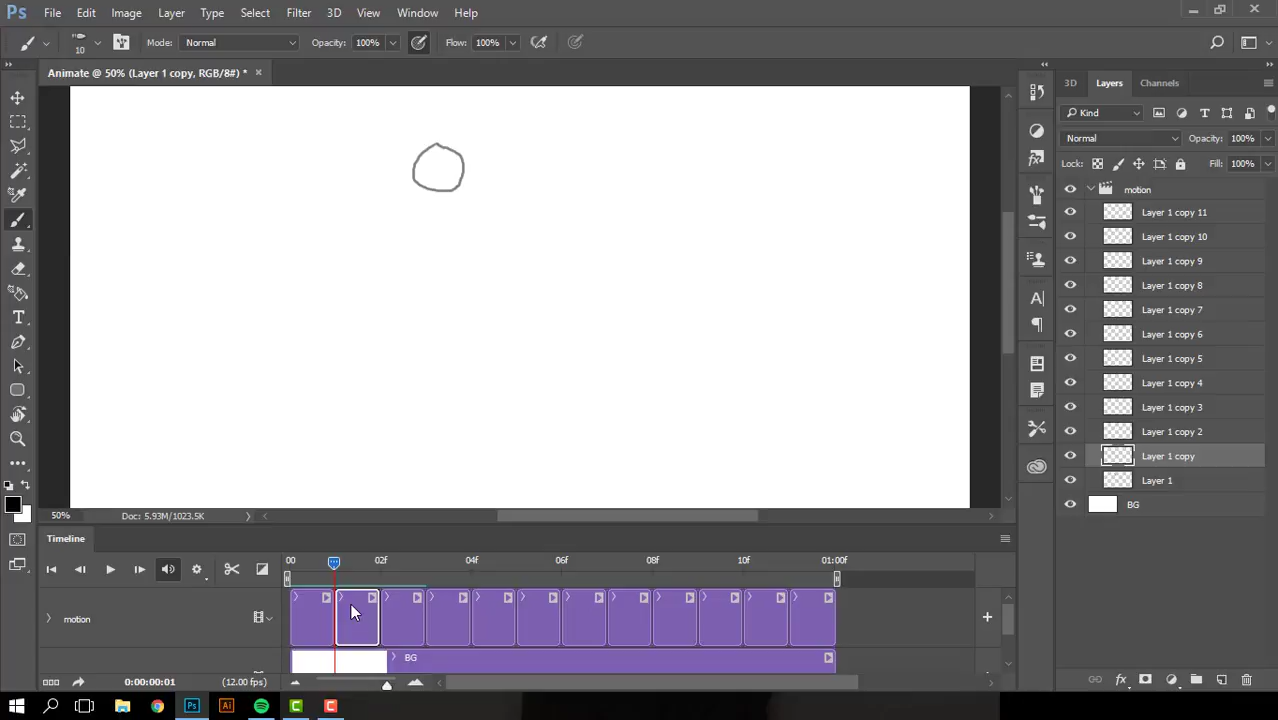 Ps File Edit Image Layer Type Select Filter 3D View Window Help
10 Mode: Normal Opacity: 100% Flow: 100%
Animate @ 50% (Layer 1 copy, RGB/8#) *
3D Layers Channels
Kind
Normal Opacity: 100%
Lock: Fill: 100%
motion
Layer 1 copy 11
Layer 1 copy 10
Layer 1 copy 9
Layer 1 copy 8
Layer 1 copy 7
Layer 1 copy 6
Layer 1 copy 5
Layer 1 copy 4
Layer 1 copy 3
Layer 1 copy 2
Layer 1 copy
Layer 1
BG
50% Doc: 5.93M/1023.5K
Timeline
00 02f 04f 06f 08f 10f 01:00f
motion
BG
0:00:00:01 (12.00 fps)
Ps Ai